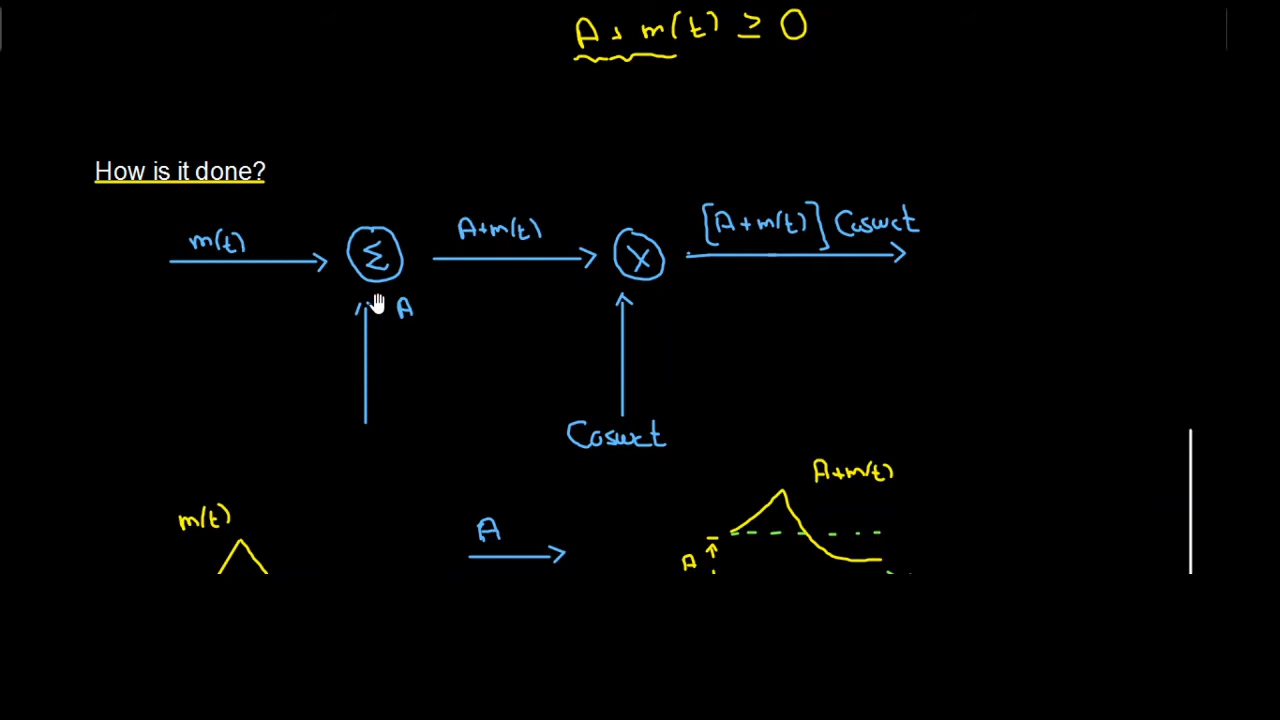 A + m(t) ≥ 0
How is it done?
m(t)
Σ
A+m(t)
X
[A+m(t)] Cosωct
A
Cosωct
m(t)
A
A+m(t)
A